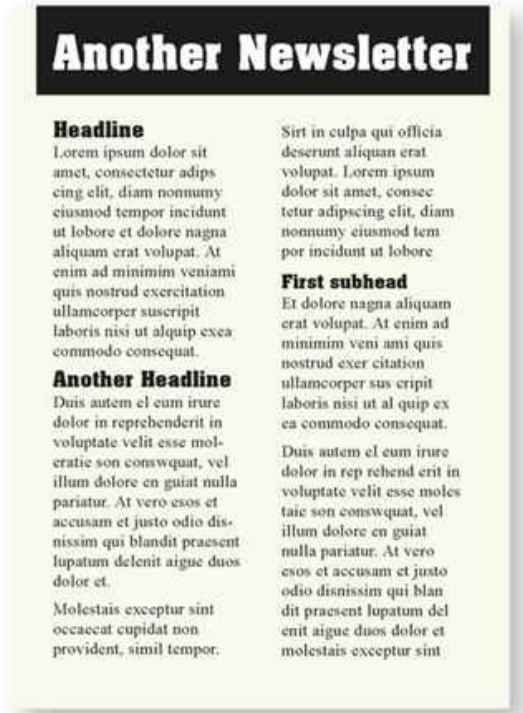 Another Newsletter
Headline
Lorem ipsum dolor sit
amet, consectetur adips
cing elit, diam nonnumy
eiusmod tempor incidunt
ut lobore et dolore nagna
aliquam erat volupat. At
enim ad minimim veniami
quis nostrud exercitation
ullamcorper suscripit
laboris nisi ut alquip exea
commodo consequat.
Another Headline
Duis autem el eum irure
dolor in reprehenderit in
voluptate velit esse mol-
eratie son conswquat, vel
illum dolore en guiat nulla
pariatur. At vero esos et
accusam et justo odio dis-
nissim qui blandit praesent
lupatum delenit aigue duos
dolor et.
Molestais exceptur sint
occaecat cupidat non
provident, simil tempor.
Sirt in culpa qui officia
deserunt aliquan erat
volupat. Lorem ipsum
dolor sit amet, consec
tetur adipscing elit, diam
nonnumy eiusmod tem
por incidunt ut lobore
First subhead
Et dolore nagna aliquam
erat volupat. At enim ad
minimim veni ami quis
nostrud exer citation
ullamcorper sus cripit
laboris nisi ut al quip ex
ea commodo consequat.
Duis autem el eum irure
dolor in rep rehend erit in
voluptate velit esse moles
taie son conswquat, vel
illum dolore en guiat
nulla pariatur. At vero
esos et accusam et justo
odio disnissim qui blan
dit praesent lupatum del
enit aigue duos dolor et
molestais exceptur sint